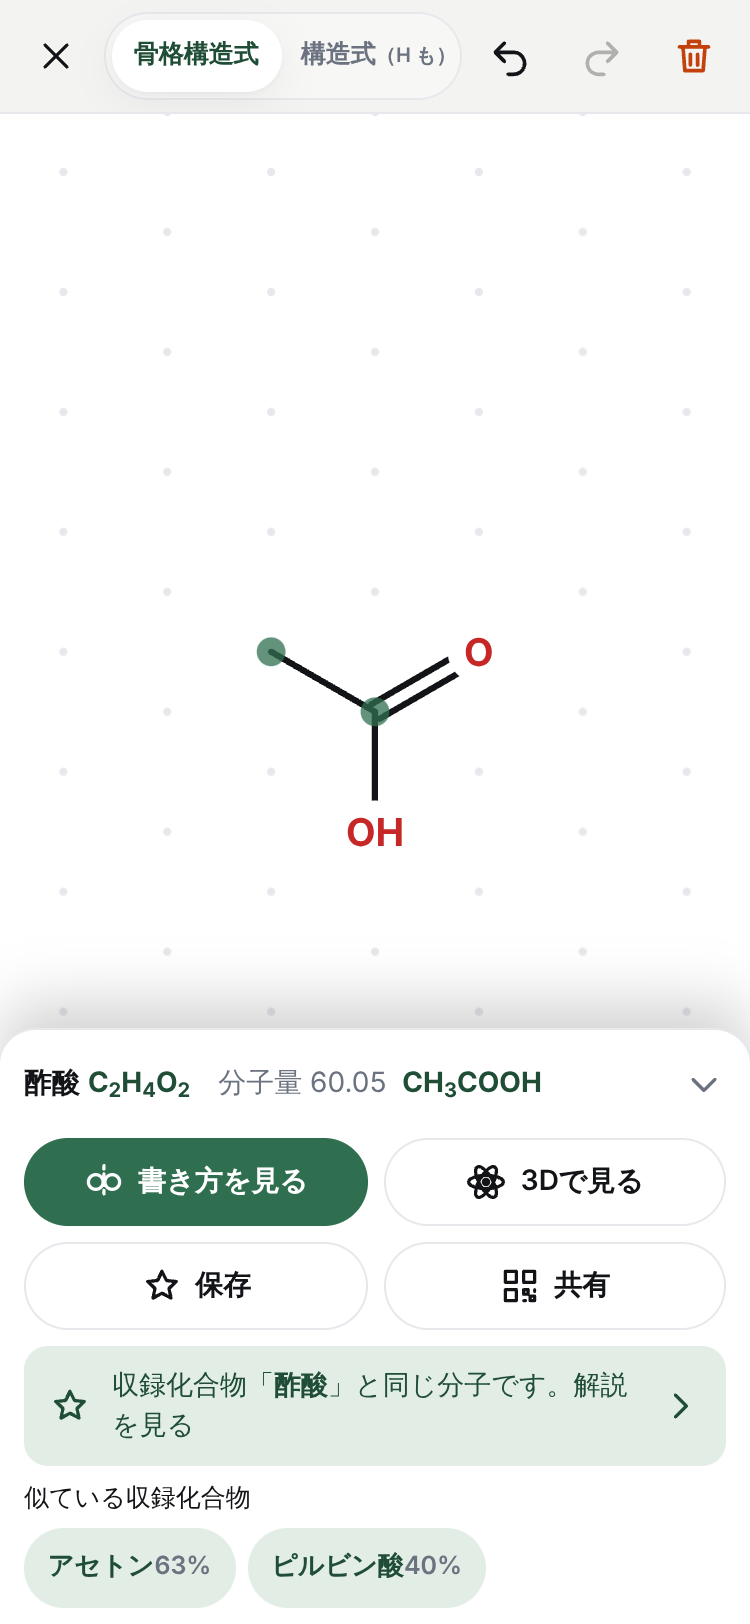 骨格構造式 構造式（H も）
O
OH
酢酸 C₂H₄O₂ 分子量 60.05 CH₃COOH
書き方を見る 3Dで見る
保存 共有
収録化合物「酢酸」と同じ分子です。解説
を見る
似ている収録化合物
アセトン63% ピルビン酸40%